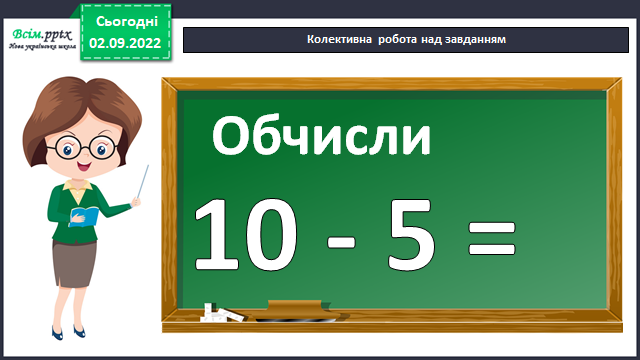 Всім.pptx
Нова українська школа
Сьогодні
02.09.2022
Колективна робота над завданням
Обчисли
10 - 5 =